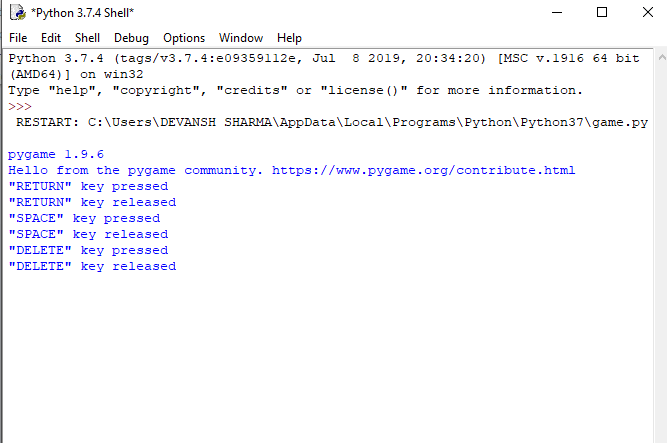 *Python 3.7.4 Shell*
File Edit Shell Debug Options Window Help
Python 3.7.4 (tags/v3.7.4:e09359112e, Jul  8 2019, 20:34:20) [MSC v.1916 64 bit
(AMD64)] on win32
Type "help", "copyright", "credits" or "license()" for more information.
>>>
 RESTART: C:\Users\DEVANSH SHARMA\AppData\Local\Programs\Python\Python37\game.py
pygame 1.9.6
Hello from the pygame community. https://www.pygame.org/contribute.html
"RETURN" key pressed
"RETURN" key released
"SPACE" key pressed
"SPACE" key released
"DELETE" key pressed
"DELETE" key released